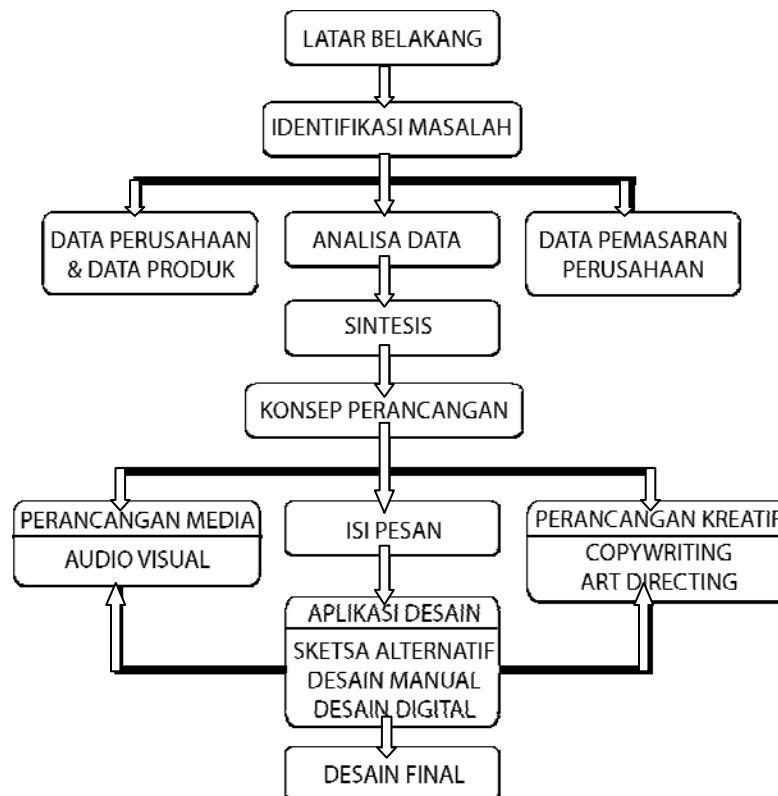 LATAR BELAKANG
IDENTIFIKASI MASALAH
DATA PERUSAHAAN
& DATA PRODUK
ANALISA DATA
DATA PEMASARAN
PERUSAHAAN
SINTESIS
KONSEP PERANCANGAN
PERANCANGAN MEDIA
AUDIO VISUAL
ISI PESAN
PERANCANGAN KREATIF
COPYWRITING
ART DIRECTING
APLIKASI DESAIN
SKETSA ALTERNATIF
DESAIN MANUAL
DESAIN DIGITAL
DESAIN FINAL